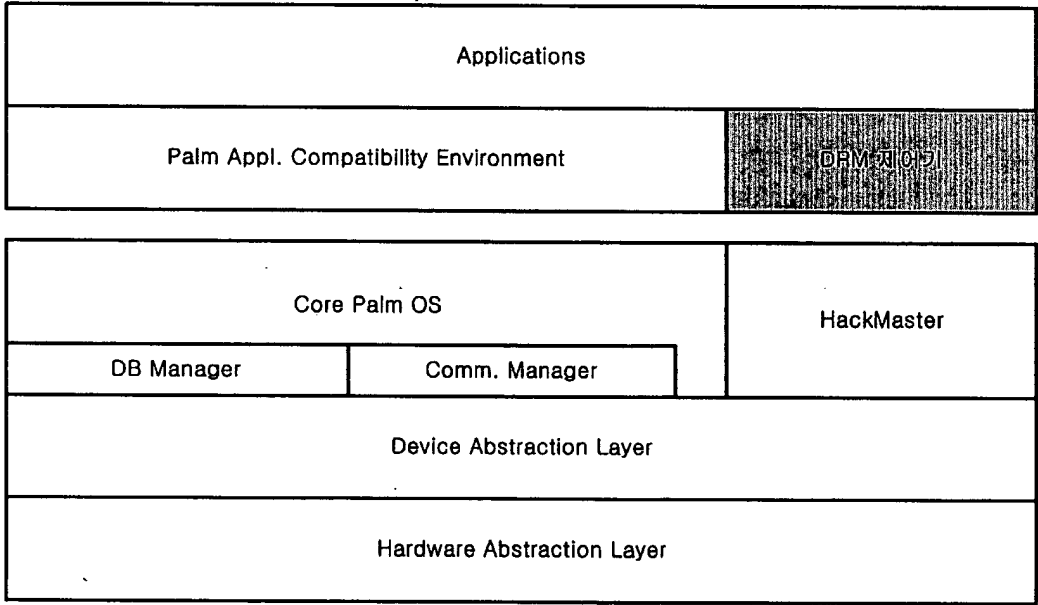 Applications
Palm Appl. Compatibility Environment
DRM 제어기
Core Palm OS
HackMaster
DB Manager
Comm. Manager
Device Abstraction Layer
Hardware Abstraction Layer